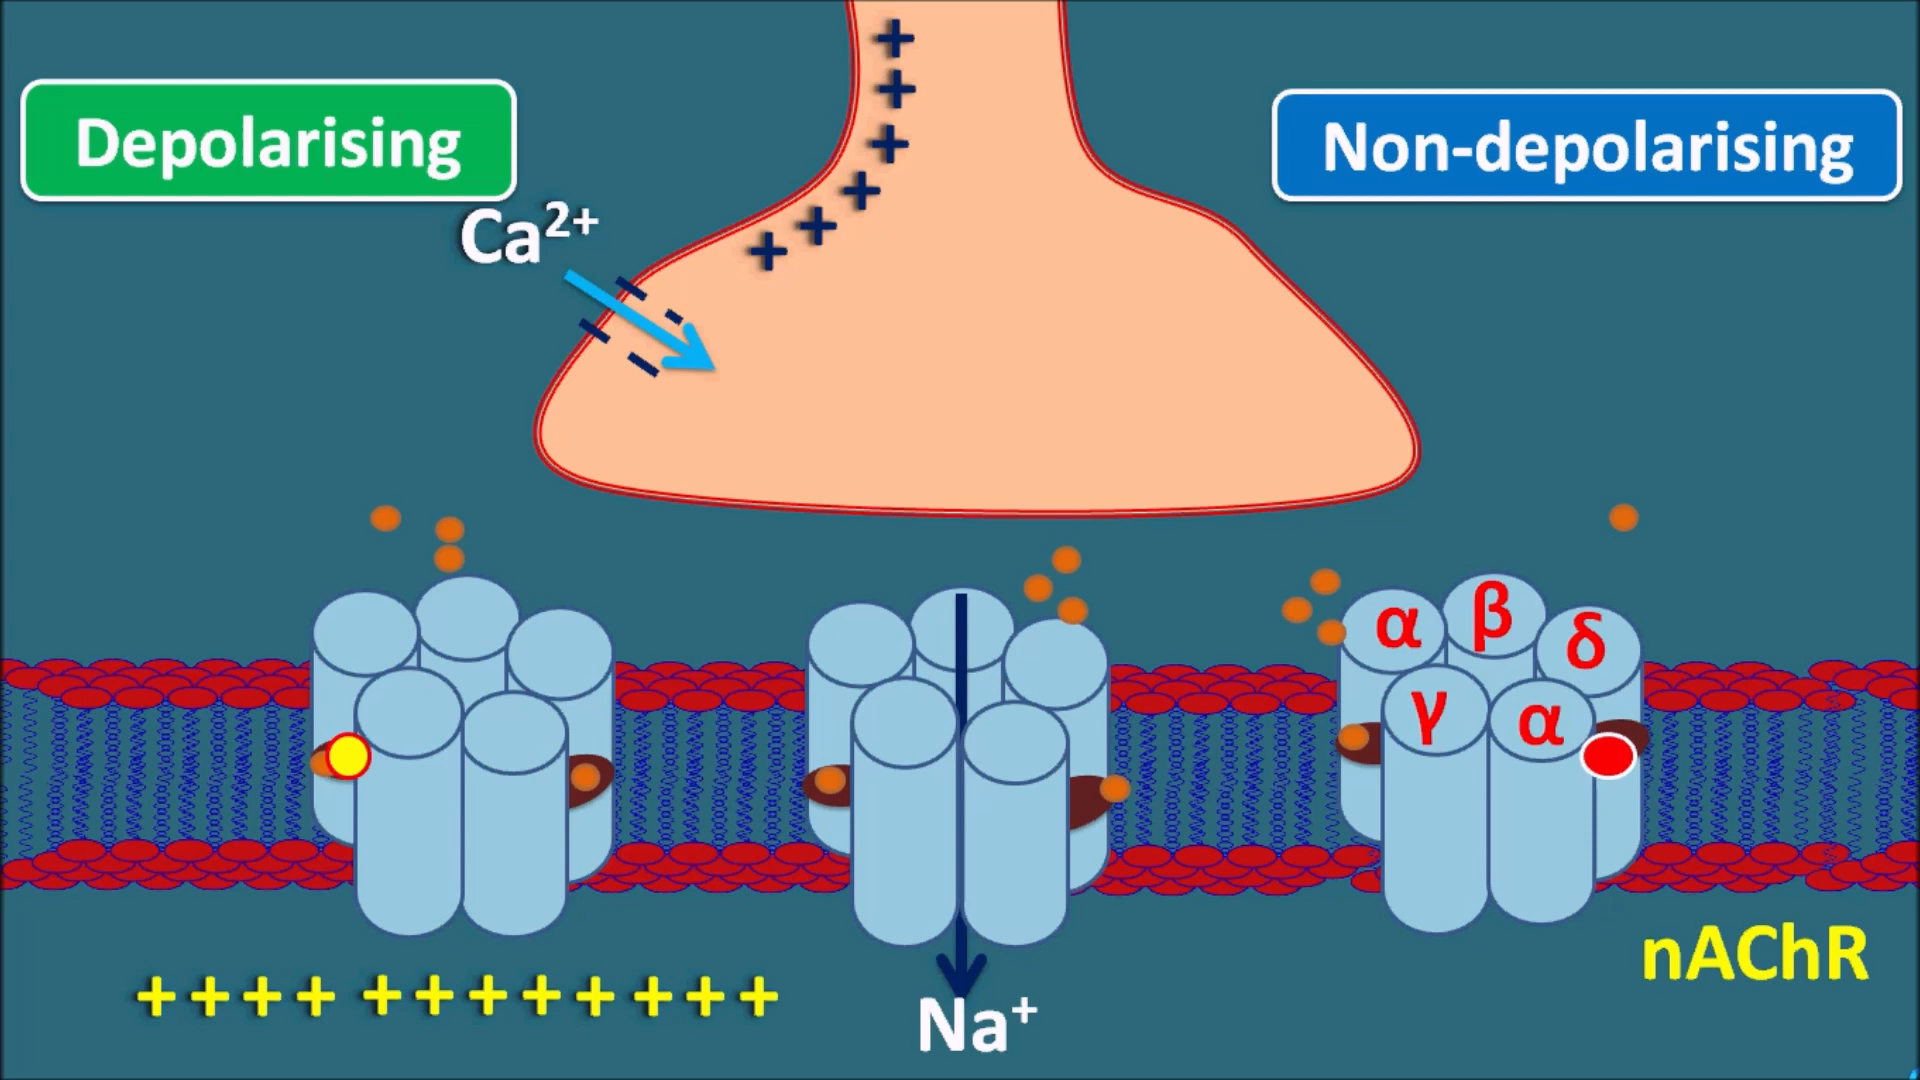 Depolarising
Non-depolarising
Ca²⁺
+
+
+
+
+
+
α
β
δ
γ
α
nAChR
++++ ++++++++
Na⁺